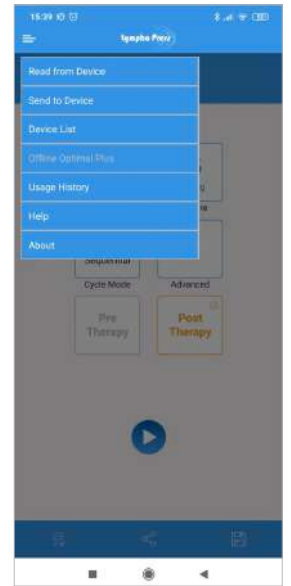 15:39
Lympha Press
Read from Device
Send to Device
Device List
Offline Optimal Plus
Usage History
Help
About
Sequential
Cycle Mode
Advanced
Pre
Therapy
Post
Therapy